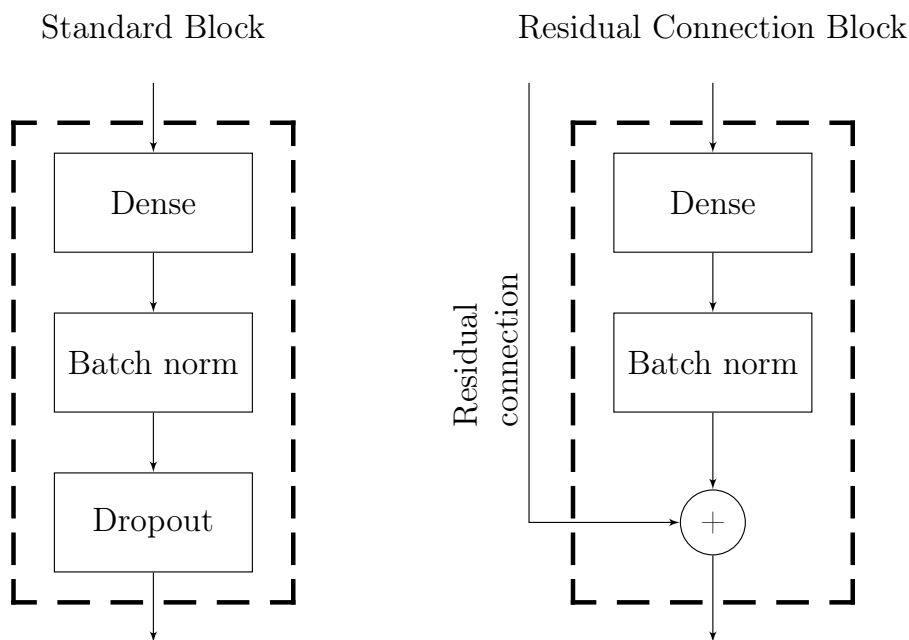 Standard Block
Dense
Batch norm
Dropout
Residual Connection Block
Dense
Batch norm
+
Residual
connection